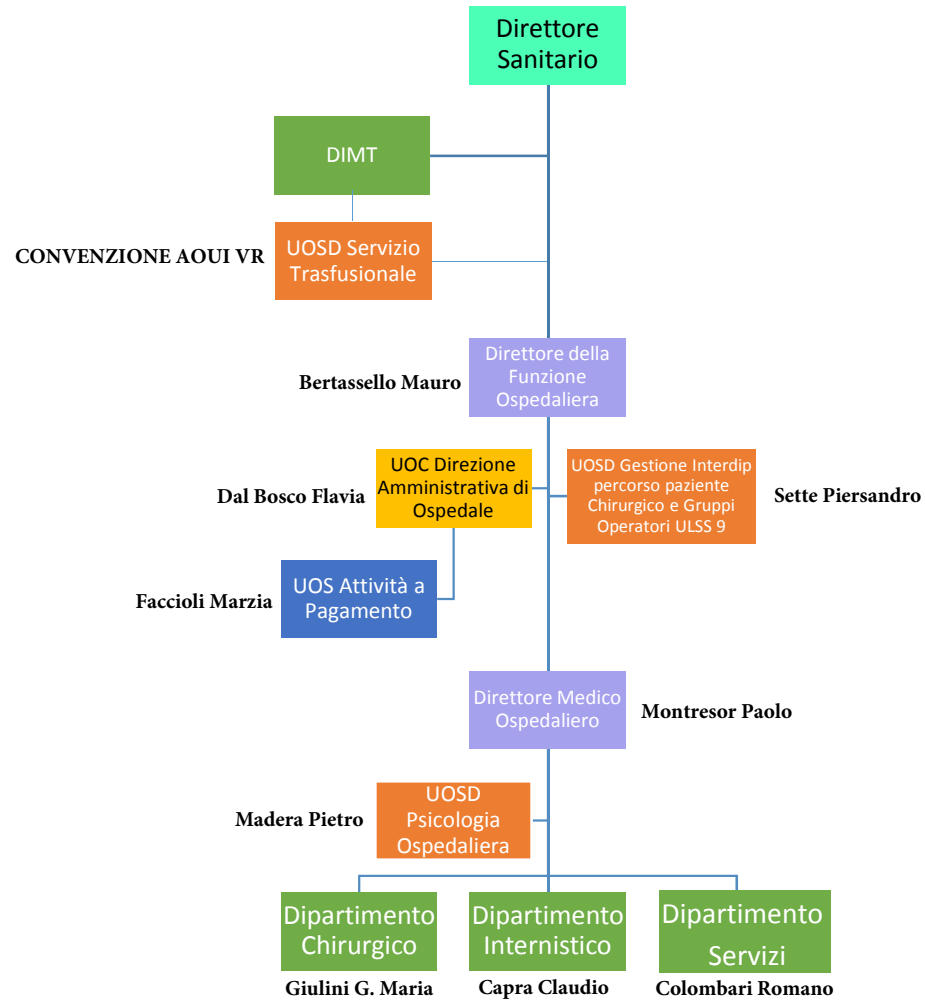 Direttore
Sanitario
DIMT
CONVENZIONE AOUI VR
UOSD Servizio
Trasfusionale
Bertassello Mauro
Direttore della
Funzione
Ospedaliera
Dal Bosco Flavia
UOC Direzione
Amministrativa di
Ospedale
UOSD Gestione Interdip
percorso paziente
Chirurgico e Gruppi
Operatori ULSS 9
Sette Piersandro
Faccioli Marzia
UOS Attività a
Pagamento
Direttore Medico
Ospedaliero
Montresor Paolo
Madera Pietro
UOSD
Psicologia
Ospedaliera
Dipartimento
Chirurgico
Giulini G. Maria
Dipartimento
Internistico
Capra Claudio
Dipartimento
Servizi
Colombari Romano